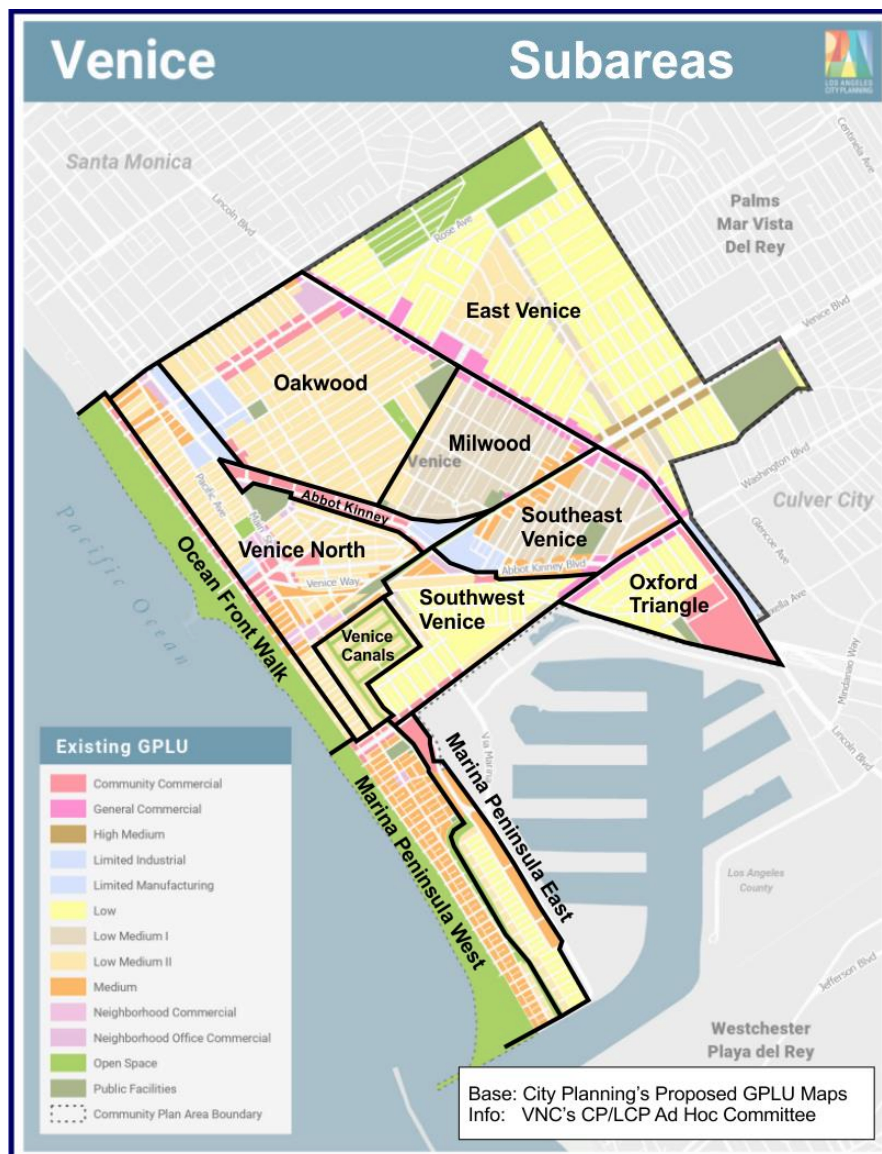 Venice
Subareas
LOS ANGELES
CITY PLANNING
Santa Monica
Lincoln Blvd
Centinela Ave
Palms
Mar Vista
Del Rey
Rose Ave
East Venice
Venice Blvd
Oakwood
Milwood
Venice
Washington Blvd
Culver City
Abbot Kinney
Southeast
Venice
Glencoe Ave
Pacific Ave
Main St
Venice North
Abbot Kinney Blvd
Venice Way
Oxford
Triangle
Southwest
Venice
Venice
Canals
Pacific Ocean
Ocean Front Walk
Mindanao Way
Lincoln Blvd
Via Marina
Marina Peninsula East
Marina Peninsula West
Los Angeles
County
Jefferson Blvd
Westchester
Playa del Rey
Existing GPLU
Community Commercial
General Commercial
High Medium
Limited Industrial
Limited Manufacturing
Low
Low Medium I
Low Medium II
Medium
Neighborhood Commercial
Neighborhood Office Commercial
Open Space
Public Facilities
Community Plan Area Boundary
Base: City Planning's Proposed GPLU Maps
Info: VNC's CP/LCP Ad Hoc Committee